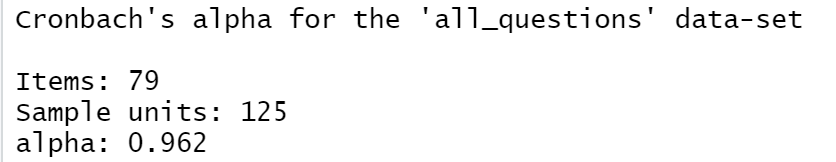 Cronbach's alpha for the 'all_questions' data-set
Items: 79
Sample units: 125
alpha: 0.962